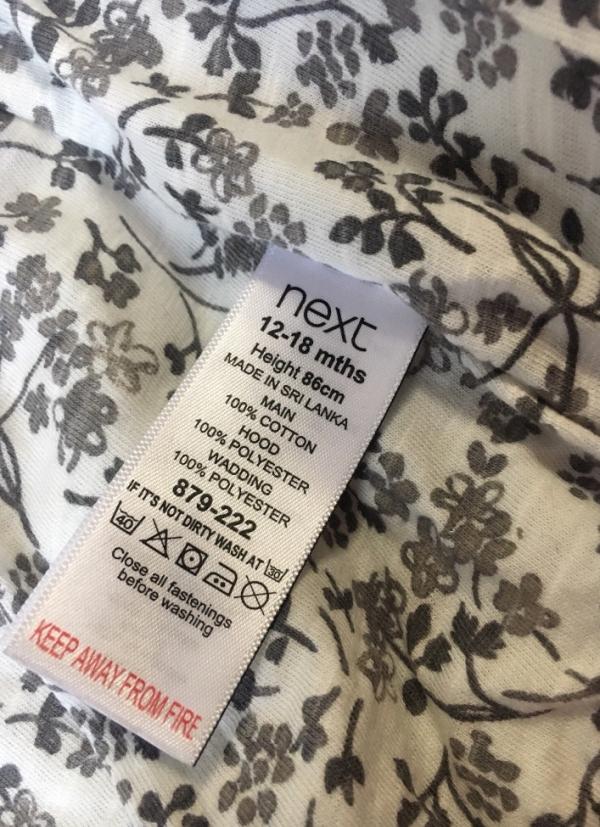 next
12-18 mths
Height 86cm
MADE IN SRI LANKA
MAIN
100% COTTON
HOOD
100% POLYESTER
WADDING
100% POLYESTER
879-222
IF IT'S NOT DIRTY WASH AT 30
40
Close all fastenings
before washing
KEEP AWAY FROM FIRE